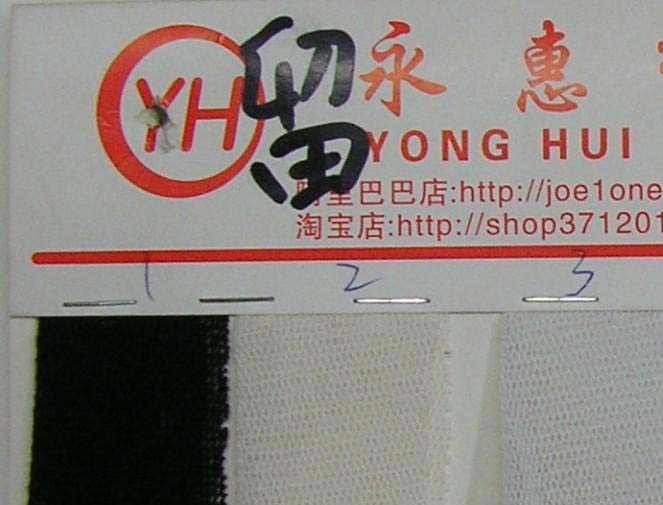 YH 留 永惠
YONG HUI
阿里巴巴店:http://joe1one
淘宝店:http://shop371201
1 2 3